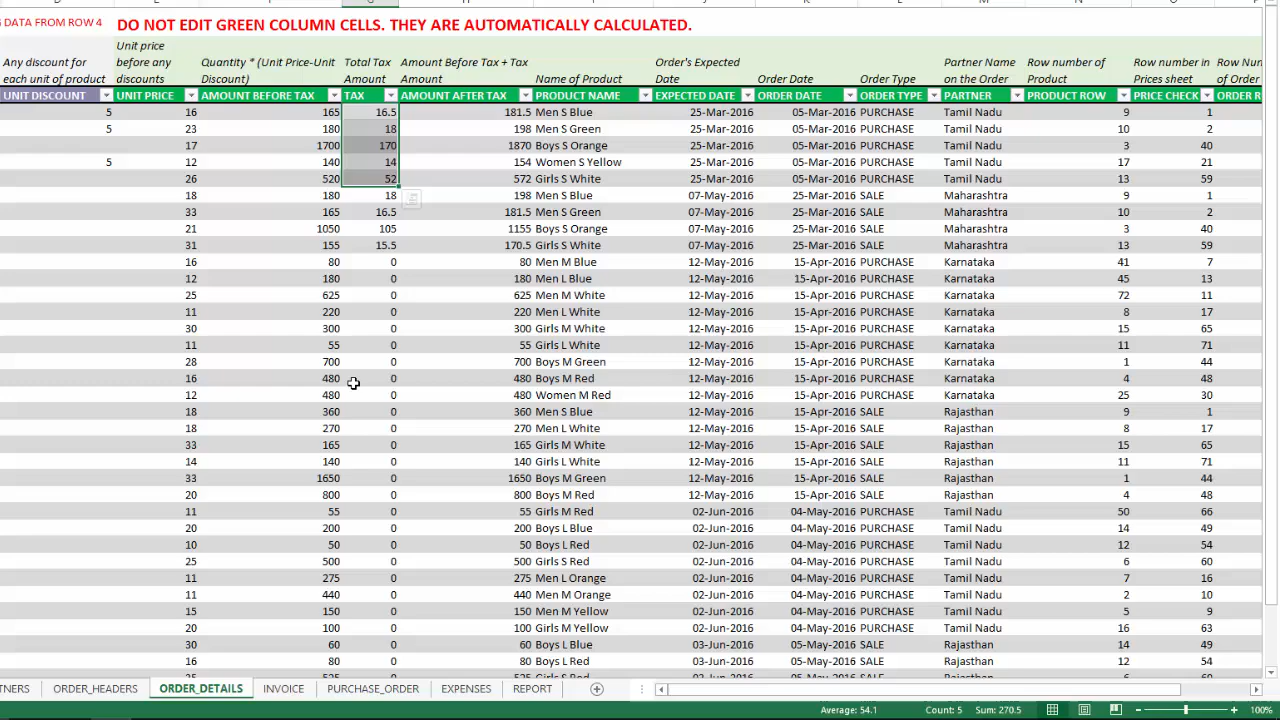 G DATA FROM ROW 4 DO NOT EDIT GREEN COLUMN CELLS. THEY ARE AUTOMATICALLY CALCULATED.
Unit price
Any discount for before any Quantity * (Unit Price-Unit Total Tax Amount Before Tax + Tax Order's Expected Partner Name Row number of Row number in Row Num
each unit of product discounts Discount) Amount Amount Name of Product Date Order Date Order Type on the Order Product Prices sheet of Order
UNIT DISCOUNT UNIT PRICE AMOUNT BEFORE TAX TAX AMOUNT AFTER TAX PRODUCT NAME EXPECTED DATE ORDER DATE ORDER TYPE PARTNER PRODUCT ROW PRICE CHECK ORDER R
5 16 165 16.5 181.5 Men S Blue 25-Mar-2016 05-Mar-2016 PURCHASE Tamil Nadu 9 1
5 23 180 18 198 Men S Green 25-Mar-2016 05-Mar-2016 PURCHASE Tamil Nadu 10 2
17 1700 170 1870 Boys S Orange 25-Mar-2016 05-Mar-2016 PURCHASE Tamil Nadu 3 40
5 12 140 14 154 Women S Yellow 25-Mar-2016 05-Mar-2016 PURCHASE Tamil Nadu 17 21
26 520 52 572 Girls S White 25-Mar-2016 05-Mar-2016 PURCHASE Tamil Nadu 13 59
18 180 18 198 Men S Blue 07-May-2016 25-Mar-2016 SALE Maharashtra 9 1
33 165 16.5 181.5 Men S Green 07-May-2016 25-Mar-2016 SALE Maharashtra 10 2
21 1050 105 1155 Boys S Orange 07-May-2016 25-Mar-2016 SALE Maharashtra 3 40
31 155 15.5 170.5 Girls S White 07-May-2016 25-Mar-2016 SALE Maharashtra 13 59
16 80 0 80 Men M Blue 12-May-2016 15-Apr-2016 PURCHASE Karnataka 41 7
12 180 0 180 Men L Blue 12-May-2016 15-Apr-2016 PURCHASE Karnataka 45 13
25 625 0 625 Men M White 12-May-2016 15-Apr-2016 PURCHASE Karnataka 72 11
11 220 0 220 Men L White 12-May-2016 15-Apr-2016 PURCHASE Karnataka 8 17
30 300 0 300 Girls M White 12-May-2016 15-Apr-2016 PURCHASE Karnataka 15 65
11 55 0 55 Girls L White 12-May-2016 15-Apr-2016 PURCHASE Karnataka 11 71
28 700 0 700 Boys M Green 12-May-2016 15-Apr-2016 PURCHASE Karnataka 1 44
16 480 0 480 Boys M Red 12-May-2016 15-Apr-2016 PURCHASE Karnataka 4 48
12 480 0 480 Women M Red 12-May-2016 15-Apr-2016 PURCHASE Karnataka 25 30
18 360 0 360 Men S Blue 12-May-2016 15-Apr-2016 SALE Rajasthan 9 1
18 270 0 270 Men L White 12-May-2016 15-Apr-2016 SALE Rajasthan 8 17
33 165 0 165 Girls M White 12-May-2016 15-Apr-2016 SALE Rajasthan 15 65
14 140 0 140 Girls L White 12-May-2016 15-Apr-2016 SALE Rajasthan 11 71
33 1650 0 1650 Boys M Green 12-May-2016 15-Apr-2016 SALE Rajasthan 1 44
20 800 0 800 Boys M Red 12-May-2016 15-Apr-2016 SALE Rajasthan 4 48
11 55 0 55 Girls M Red 02-Jun-2016 04-May-2016 PURCHASE Tamil Nadu 50 66
20 200 0 200 Boys L Blue 02-Jun-2016 04-May-2016 PURCHASE Tamil Nadu 14 49
10 50 0 50 Boys L Red 02-Jun-2016 04-May-2016 PURCHASE Tamil Nadu 12 54
25 500 0 500 Girls S Red 02-Jun-2016 04-May-2016 PURCHASE Tamil Nadu 6 60
11 275 0 275 Men L Orange 02-Jun-2016 04-May-2016 PURCHASE Tamil Nadu 7 16
11 440 0 440 Men M Orange 02-Jun-2016 04-May-2016 PURCHASE Tamil Nadu 2 10
15 150 0 150 Men M Yellow 02-Jun-2016 04-May-2016 PURCHASE Tamil Nadu 5 9
20 100 0 100 Girls M Yellow 02-Jun-2016 04-May-2016 PURCHASE Tamil Nadu 16 63
30 60 0 60 Boys L Blue 03-Jun-2016 05-May-2016 SALE Rajasthan 14 49
16 80 0 80 Boys L Red 03-Jun-2016 05-May-2016 SALE Rajasthan 12 54
TNERS ORDER_HEADERS ORDER_DETAILS INVOICE PURCHASE_ORDER EXPENSES REPORT
Average: 54.1 Count: 5 Sum: 270.5 100%